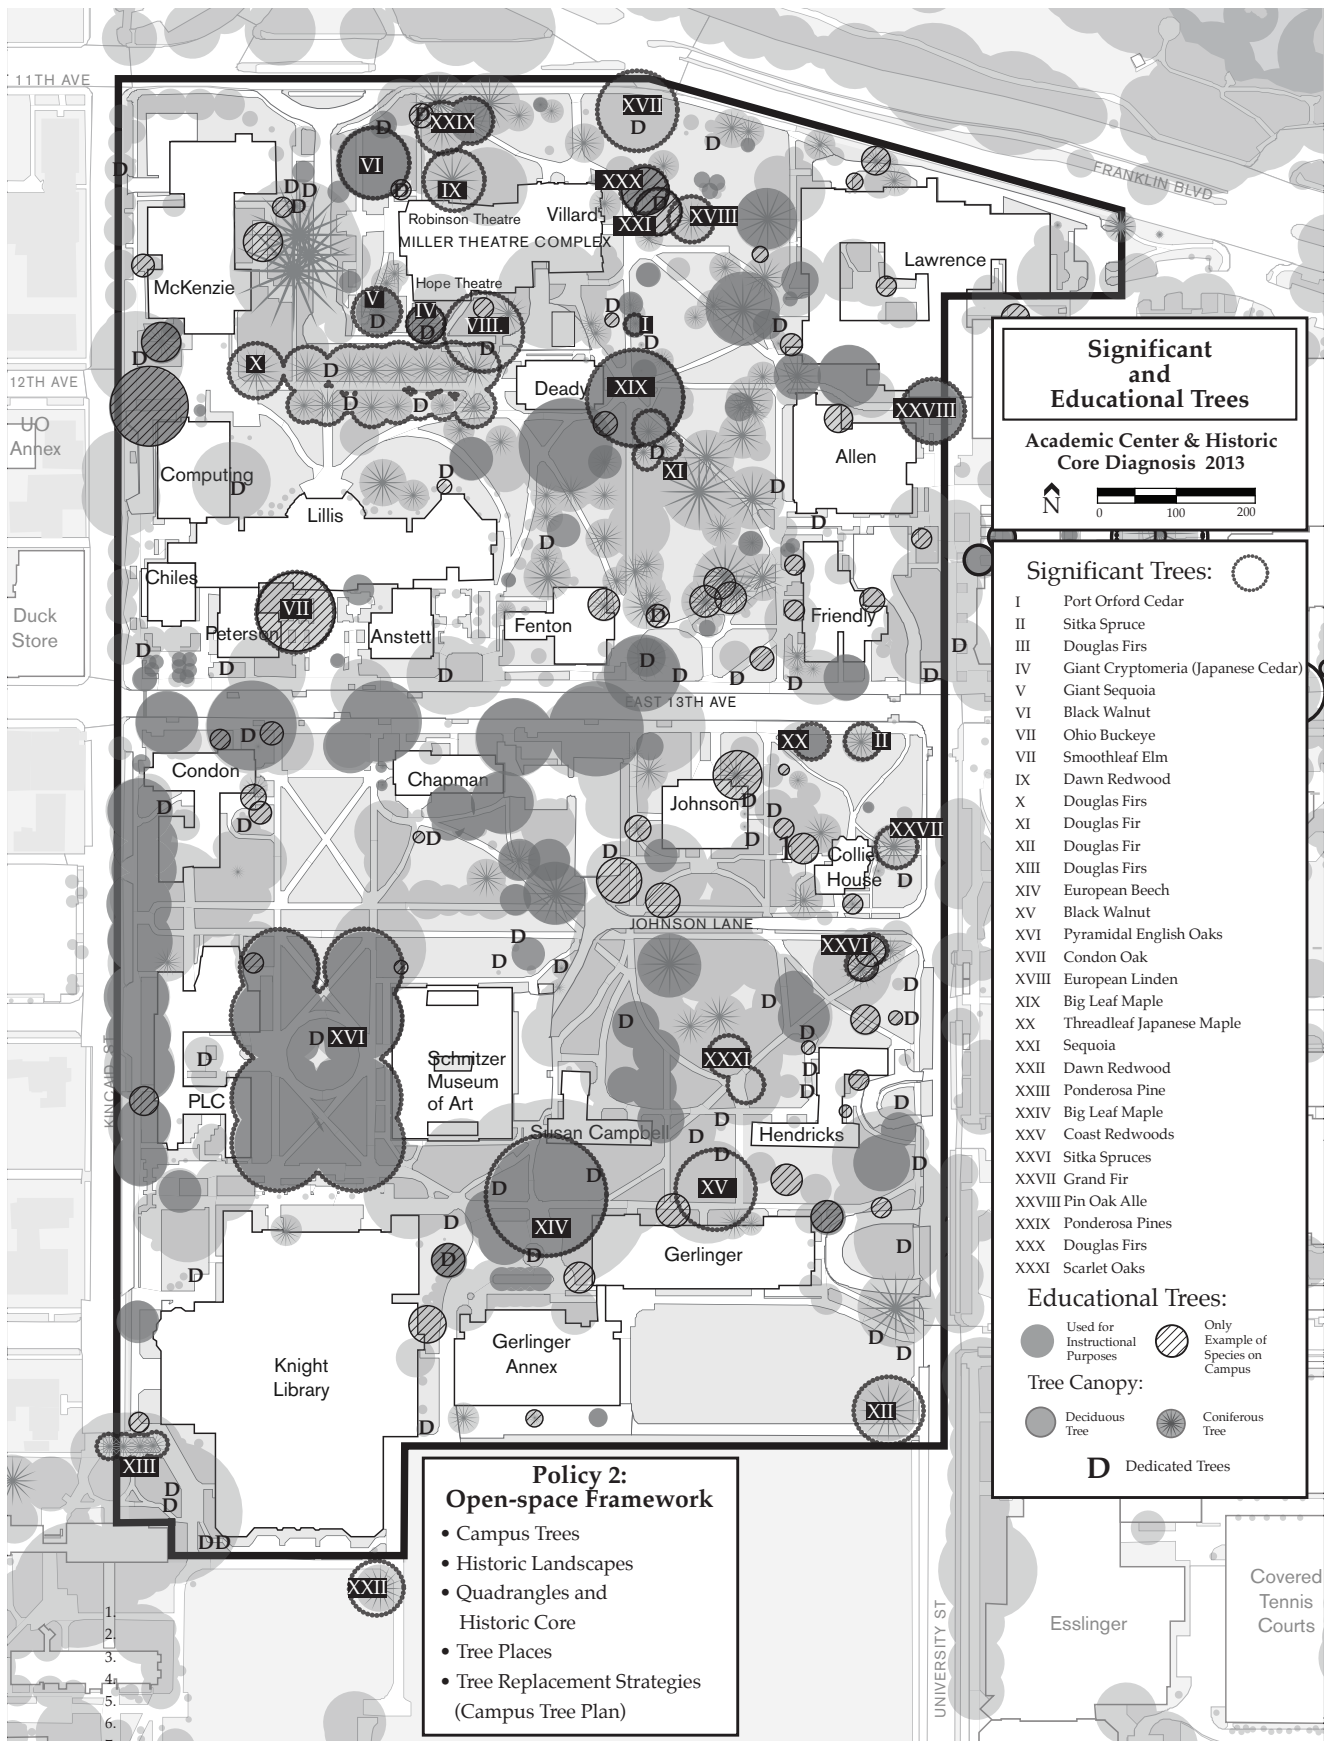 11TH AVE
XVII
D
D
D
XXIX
D
D
VI
XXX
FRANKLIN BLVD
IX
D
D
D
D
D
Robinson Theatre
Villard
XXI
XVIII
MILLER THEATRE COMPLEX
Lawrence
McKenzie
Hope Theatre
V
D
IV
D
VIII.
D
D
I
D
D
Significant
and
Educational Trees
Academic Center & Historic
Core Diagnosis 2013
N
0 100 200
D
X
D
12TH AVE
Deady
XIX
D
D
XXVIII
UO
Annex
D
XI
Allen
Computing
D
D
D
Lillis
D
D
Chiles
Duck
Store
VII
Peterson
Anstett
Fenton
D
Friendly
D
D
D
D
D
D
D
D
D
EAST 13TH AVE
D
Condon
XX
II
Chapman
Johnson
D
D
D
D
D
D
D
XXVII
Collier
House
D
JOHNSON LANE
D
D
D
XXVI
D
D
D
D
D
XVI
D
D
XXXI
D
D
KINCAID ST
PLC
Schnitzer
Museum
of Art
Susan Campbell
D
D
Hendricks
D
D
D
D
D
XV
XIV
D
D
D
D
Gerlinger
D
D
Knight
Library
Gerlinger
Annex
D
D
D
XII
XIII
D
D
DD
XXII
Significant Trees:
I Port Orford Cedar
II Sitka Spruce
III Douglas Firs
IV Giant Cryptomeria (Japanese Cedar)
V Giant Sequoia
VI Black Walnut
VII Ohio Buckeye
VII Smoothleaf Elm
IX Dawn Redwood
X Douglas Firs
XI Douglas Fir
XII Douglas Fir
XIII Douglas Firs
XIV European Beech
XV Black Walnut
XVI Pyramidal English Oaks
XVII Condon Oak
XVIII European Linden
XIX Big Leaf Maple
XX Threadleaf Japanese Maple
XXI Sequoia
XXII Dawn Redwood
XXIII Ponderosa Pine
XXIV Big Leaf Maple
XXV Coast Redwoods
XXVI Sitka Spruces
XXVII Grand Fir
XXVIII Pin Oak Alle
XXIX Ponderosa Pines
XXX Douglas Firs
XXXI Scarlet Oaks
Educational Trees:
Used for
Instructional
Purposes
Only
Example of
Species on
Campus
Tree Canopy:
Deciduous
Tree
Coniferous
Tree
D Dedicated Trees
Policy 2:
Open-space Framework
• Campus Trees
• Historic Landscapes
• Quadrangles and
Historic Core
• Tree Places
• Tree Replacement Strategies
(Campus Tree Plan)
1.
2.
3.
4.
5.
6.
UNIVERSITY ST
Esslinger
Covered
Tennis
Courts